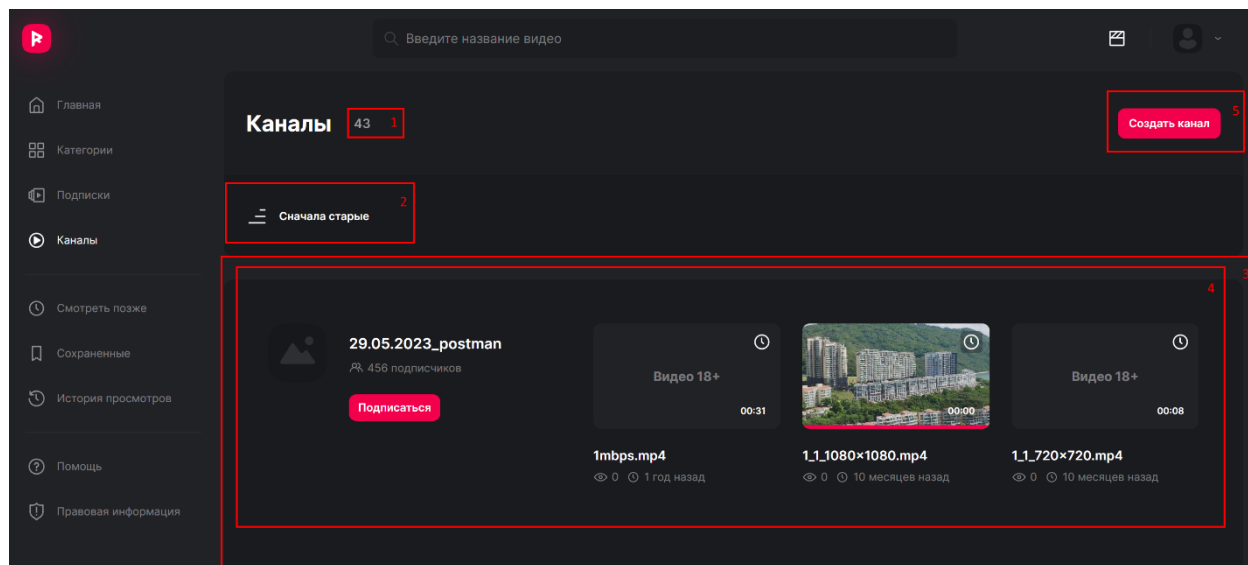 Введите название видео
Главная
Категории
Подписки
Каналы
Смотреть позже
Сохраненные
История просмотров
Помощь
Правовая информация
Каналы 43 1
Создать канал 5
Сначала старые 2
3
4
29.05.2023_postman
456 подписчиков
Подписаться
Видео 18+
00:31
1mbps.mp4
0 1 год назад
00:00
1_1_1080×1080.mp4
0 10 месяцев назад
Видео 18+
00:08
1_1_720×720.mp4
0 10 месяцев назад